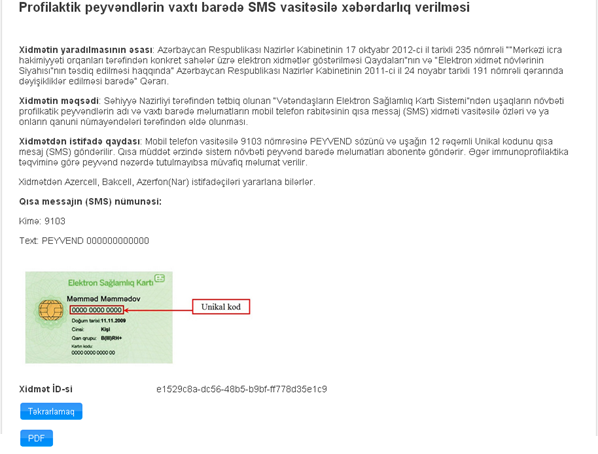 Profilaktik peyvəndlərin vaxtı barədə SMS vasitəsilə xəbərdarlıq verilməsi
Xidmətin yaradılmasının əsası: Azərbaycan Respublikası Nazirlər Kabinetinin 17 oktyabr 2012-ci il tarixli 235 nömrəli ""Mərkəzi icra
hakimiyyəti orqanları tərəfindən konkret sahələr üzrə elektron xidmətlər göstərilməsi Qaydaları"nın və "Elektron xidmət növlərinin
Siyahısı"nın təsdiq edilməsi haqqında" Azərbaycan Respublikası Nazirlər Kabinetinin 2011-ci il 24 noyabr tarixli 191 nömrəli qərarında
dəyişikliklər edilməsi barədə" Qərarı.
Xidmətin məqsədi: Səhiyyə Nazirliyi tərəfindən tətbiq olunan "Vətəndaşların Elektron Sağlamlıq Kartı Sistemi"ndən uşaqların növbəti
profilkatik peyvəndlərin adı və vaxtı barədə məlumatların mobil telefon rabitəsinin qısa messaj (SMS) xidməti vasitəsilə özləri və ya
onların qanuni nümayəndələri tərəfindən əldə olunması.
Xidmətdən istifadə qaydası: Mobil telefon vasitəsilə 9103 nömrəsinə PEYVƏND sözünü və uşağın 12 rəqəmli Unikal kodunu qısa
mesaj (SMS) göndərilir. Qısa müddət ərzində sistem növbəti peyvənd barədə məlumatları abonentə göndərir. Əgər immunoprofilaktika
təqviminə görə peyvənd nəzərdə tutulmayıbsa müvafiq məlumat verilir.
Xidmətdən Azercell, Bakcell, Azerfon(Nar) istifadəçiləri yararlana bilərlər.
Qısa messajın (SMS) nümunəsi:
Kimə: 9103
Text: PEYVEND 000000000000
Elektron Sağlamlıq Kartı
Məmməd Məmmədov
0000 0000 0000
Unikal kod
Doğum tarixi: 11.11.2009
Cinsi: Kişi
Qan qrupu: B(III)RH+
Kartın kodu:
0000 0000 0000 00
Xidmət İD-si e1529c8a-dc56-48b5-b9bf-ff778d35e1c9
Təkrarlamaq
PDF